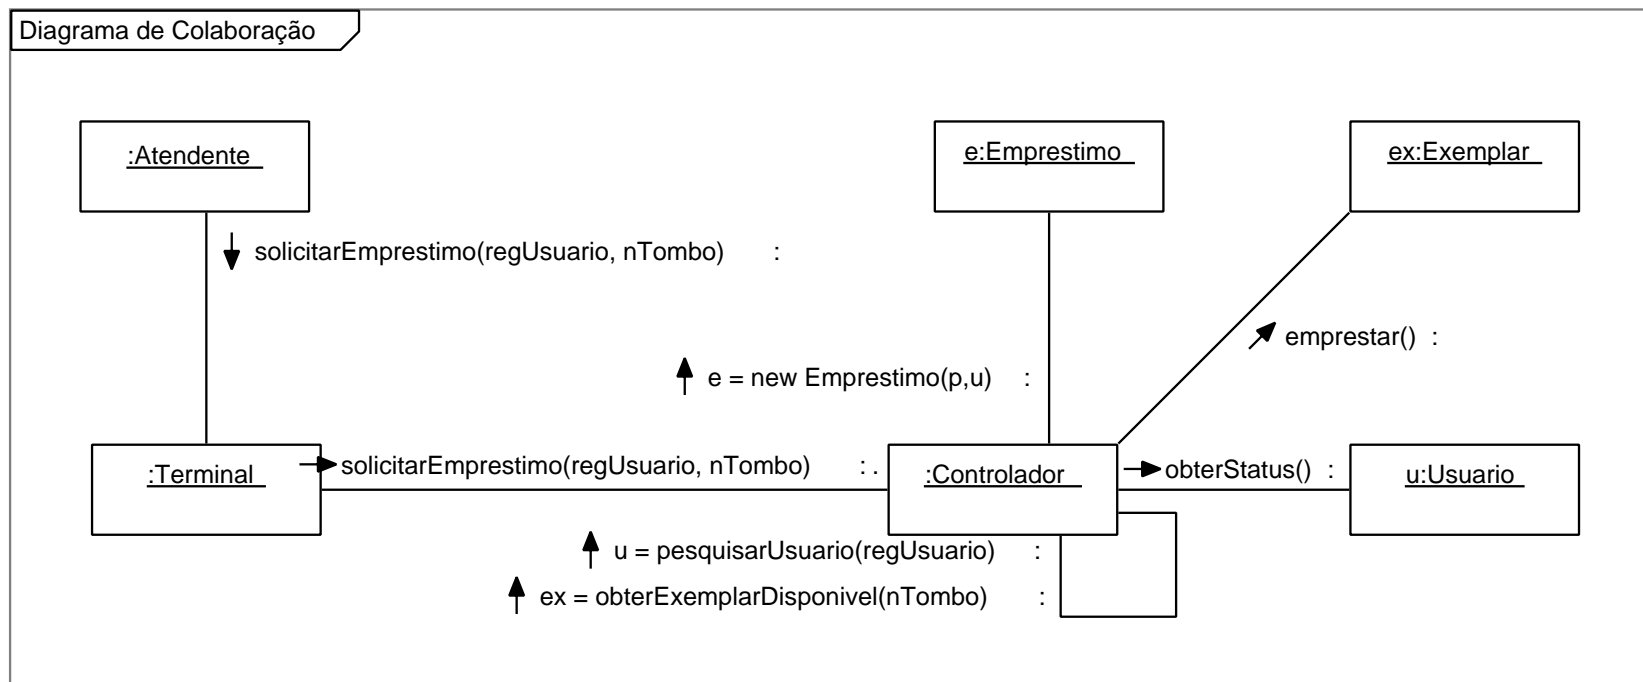 Diagrama de Colaboração
:Atendente
e:Emprestimo
ex:Exemplar
solicitarEmprestimo(regUsuario, nTombo) :
emprestar() :
e = new Emprestimo(p,u) :
:Terminal
solicitarEmprestimo(regUsuario, nTombo) : .
:Controlador
obterStatus() :
u:Usuario
u = pesquisarUsuario(regUsuario) :
ex = obterExemplarDisponivel(nTombo) :